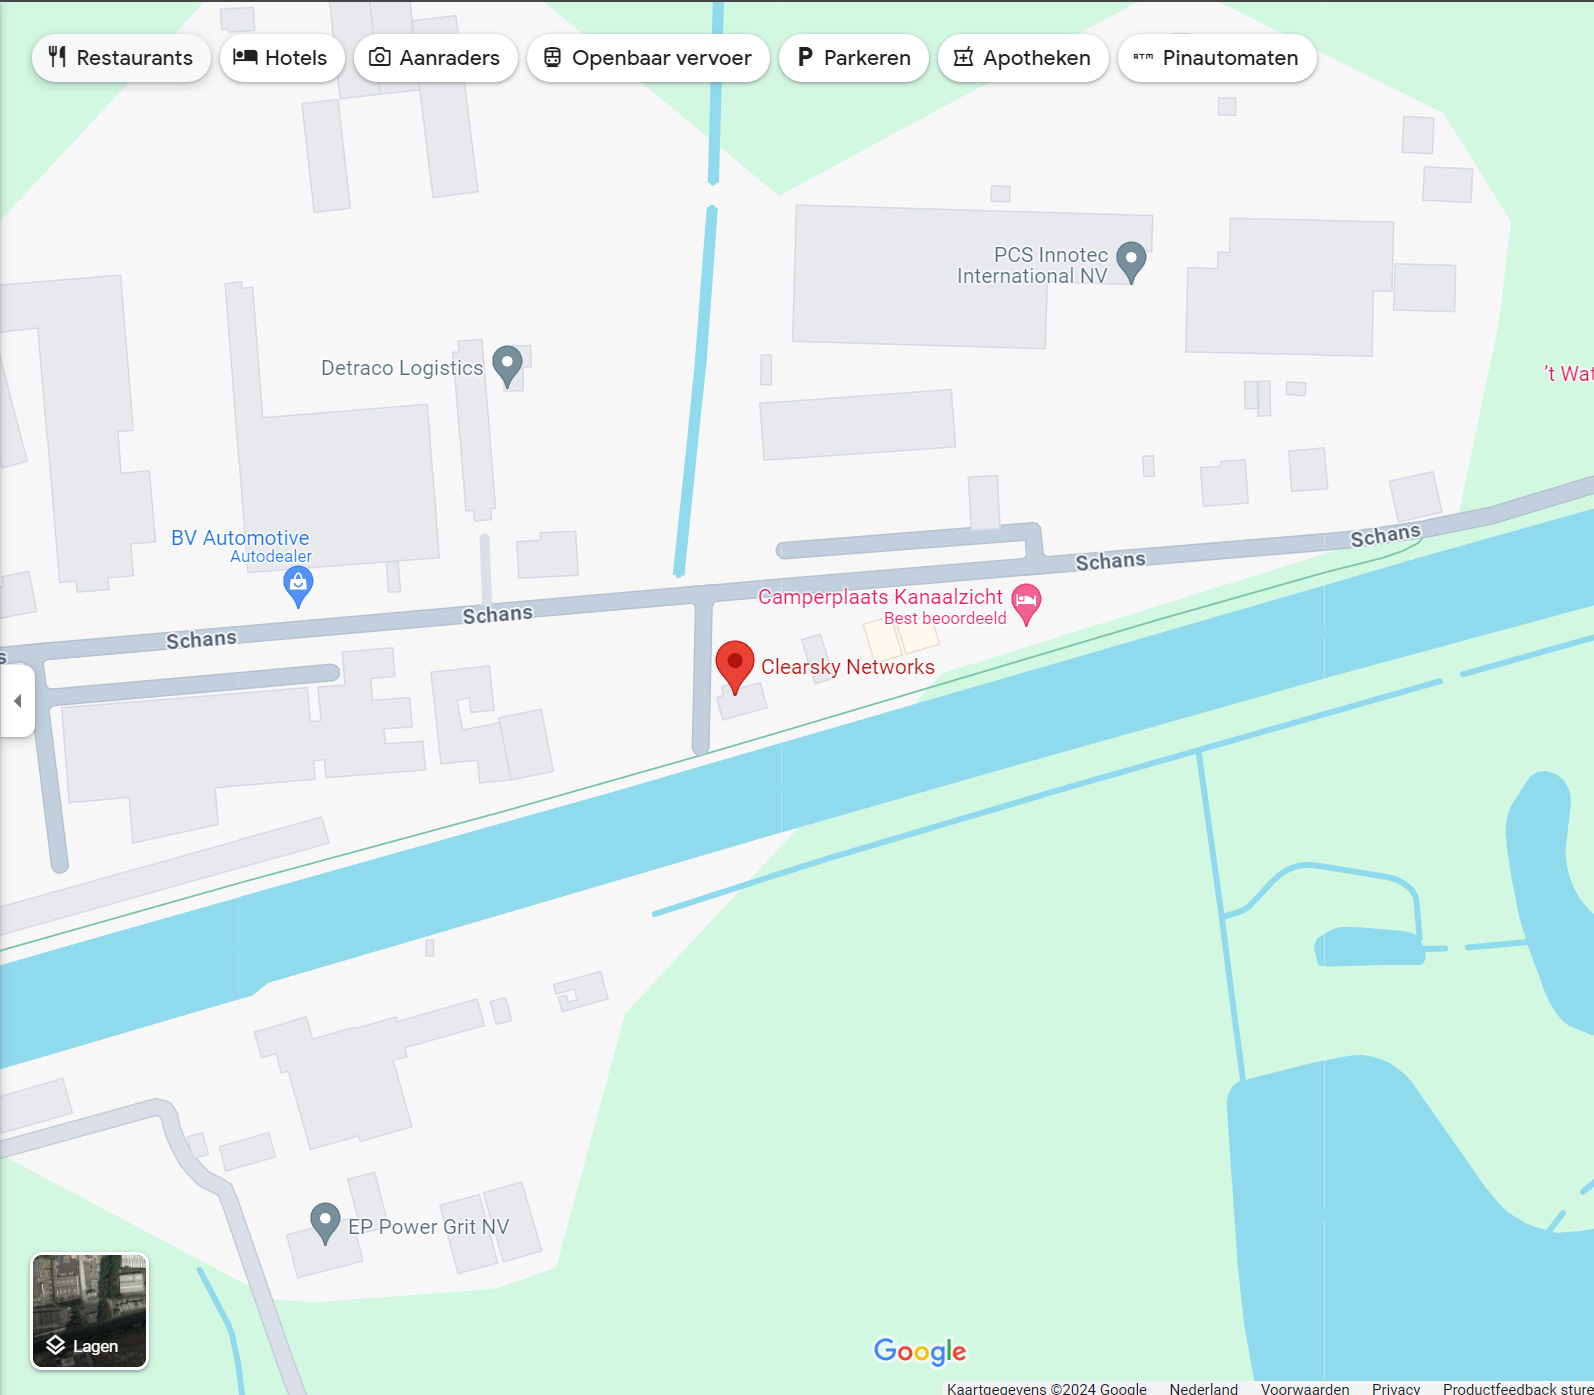 Restaurants
Hotels
Aanraders
Openbaar vervoer
Parkeren
Apotheken
ATM Pinautomaten
PCS Innotec
International NV
Detraco Logistics
't Wat
BV Automotive
Autodealer
Schans
Schans
Schans
Schans
s
Camperplaats Kanaalzicht
Best beoordeeld
Clearsky Networks
EP Power Grit NV
Lagen
Google
Kaartgegevens ©2024 Google Nederland Voorwaarden Privacy Productfeedback sture